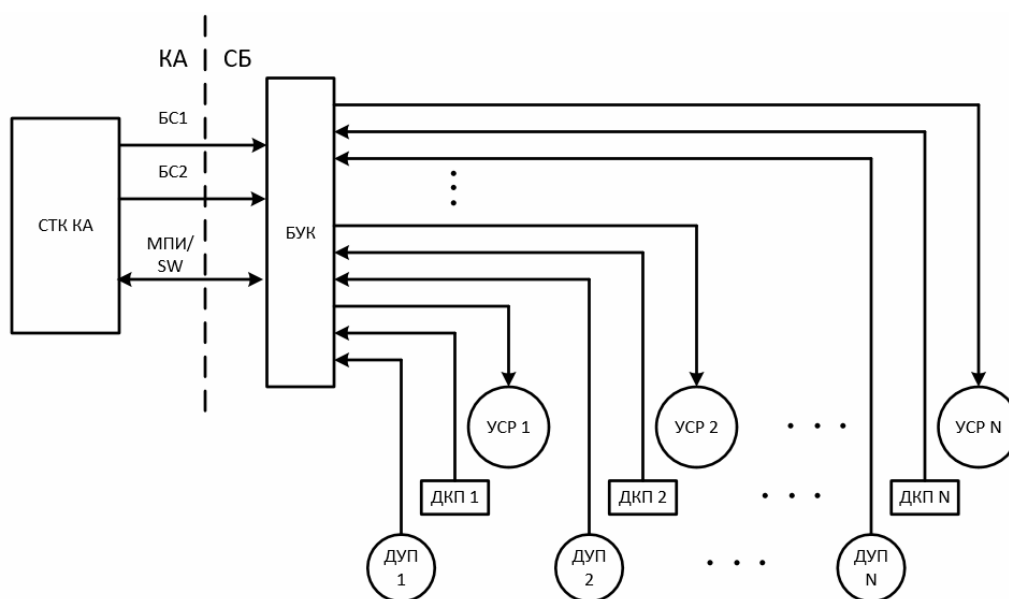 КА
СБ
БС1
БС2
СТК КА
МПИ/
SW
БУК
УСР 1
УСР 2
УСР N
ДКП 1
ДКП 2
ДКП N
ДУП
1
ДУП
2
ДУП
N